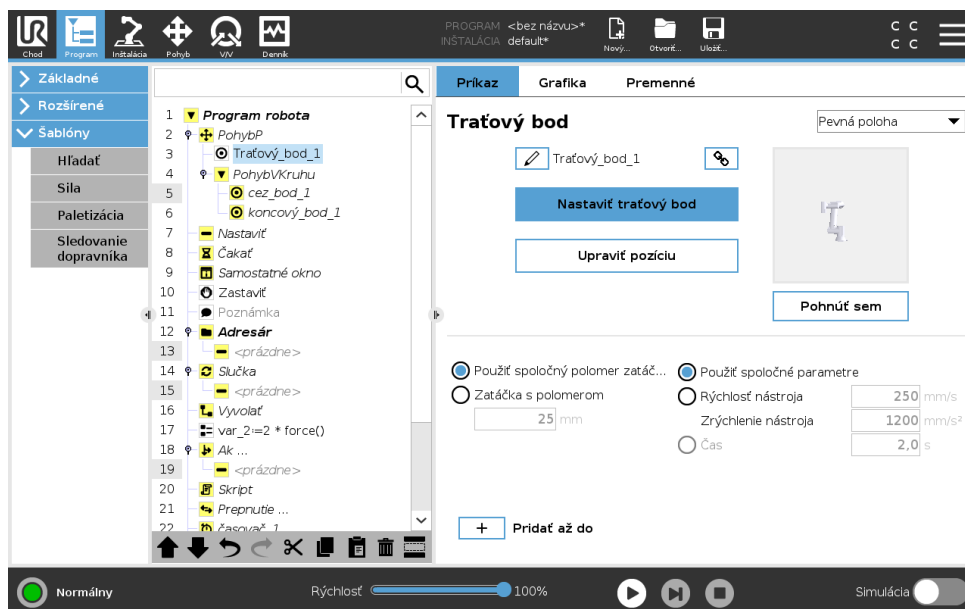 PROGRAM <bez názvu>*
INŠTALÁCIA default*
Chod
Program
Inštalácia
Pohyb
V/V
Denník
Nový...
Otvoriť...
Uložiť...
C C
C C
Základné
Rozšírené
Šablóny
Hľadať
Sila
Paletizácia
Sledovanie
dopravníka
1 Program robota
2 PohybP
3 Traťový_bod_1
4 PohybVKruhu
5 cez_bod_1
6 koncový_bod_1
7 Nastaviť
8 Čakať
9 Samostatné okno
10 Zastaviť
11 Poznámka
12 Adresár
13 <prázdne>
14 Slučka
15 <prázdne>
16 Vyvolať
17 var_2:=2 * force()
18 Ak ...
19 <prázdne>
20 Skript
21 Prepnutie ...
22 časovač_1
Príkaz
Grafika
Premenné
Traťový bod
Pevná poloha
Traťový_bod_1
Nastaviť traťový bod
Upraviť pozíciu
Pohnúť sem
Použiť spoločný polomer zatáč...
Zatáčka s polomerom
25 mm
Použiť spoločné parametre
Rýchlosť nástroja 250 mm/s
Zrýchlenie nástroja 1200 mm/s²
Čas 2,0 s
+ Pridať až do
Normálny
Rýchlosť 100%
Simulácia